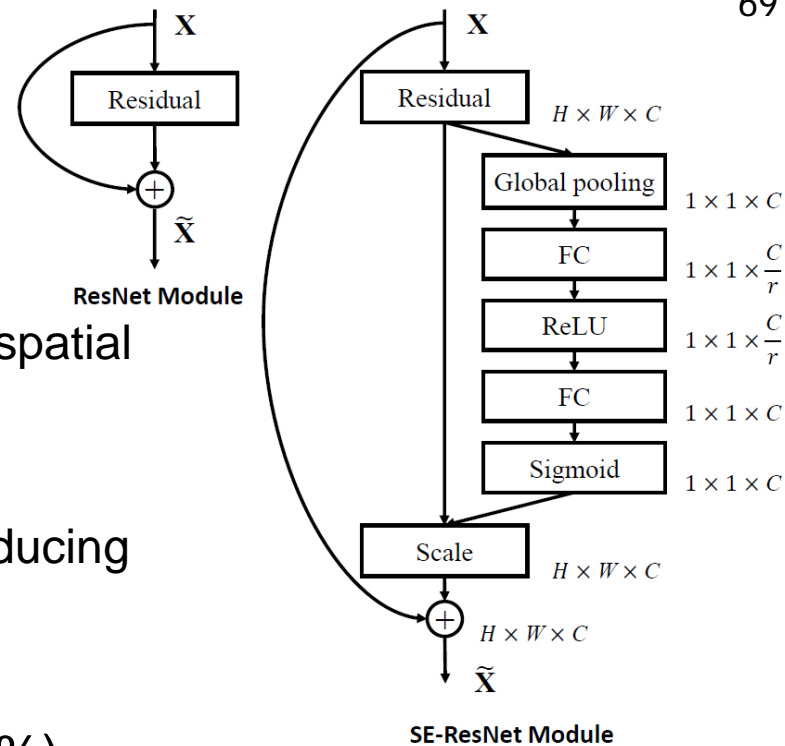 69
X
Residual
+
X̃
ResNet Module
spatial
ducing
%)
X
Residual
H × W × C
Global pooling
1 × 1 × C
FC
1 × 1 × C/r
ReLU
1 × 1 × C/r
FC
1 × 1 × C
Sigmoid
1 × 1 × C
Scale
H × W × C
+
H × W × C
X̃
SE-ResNet Module